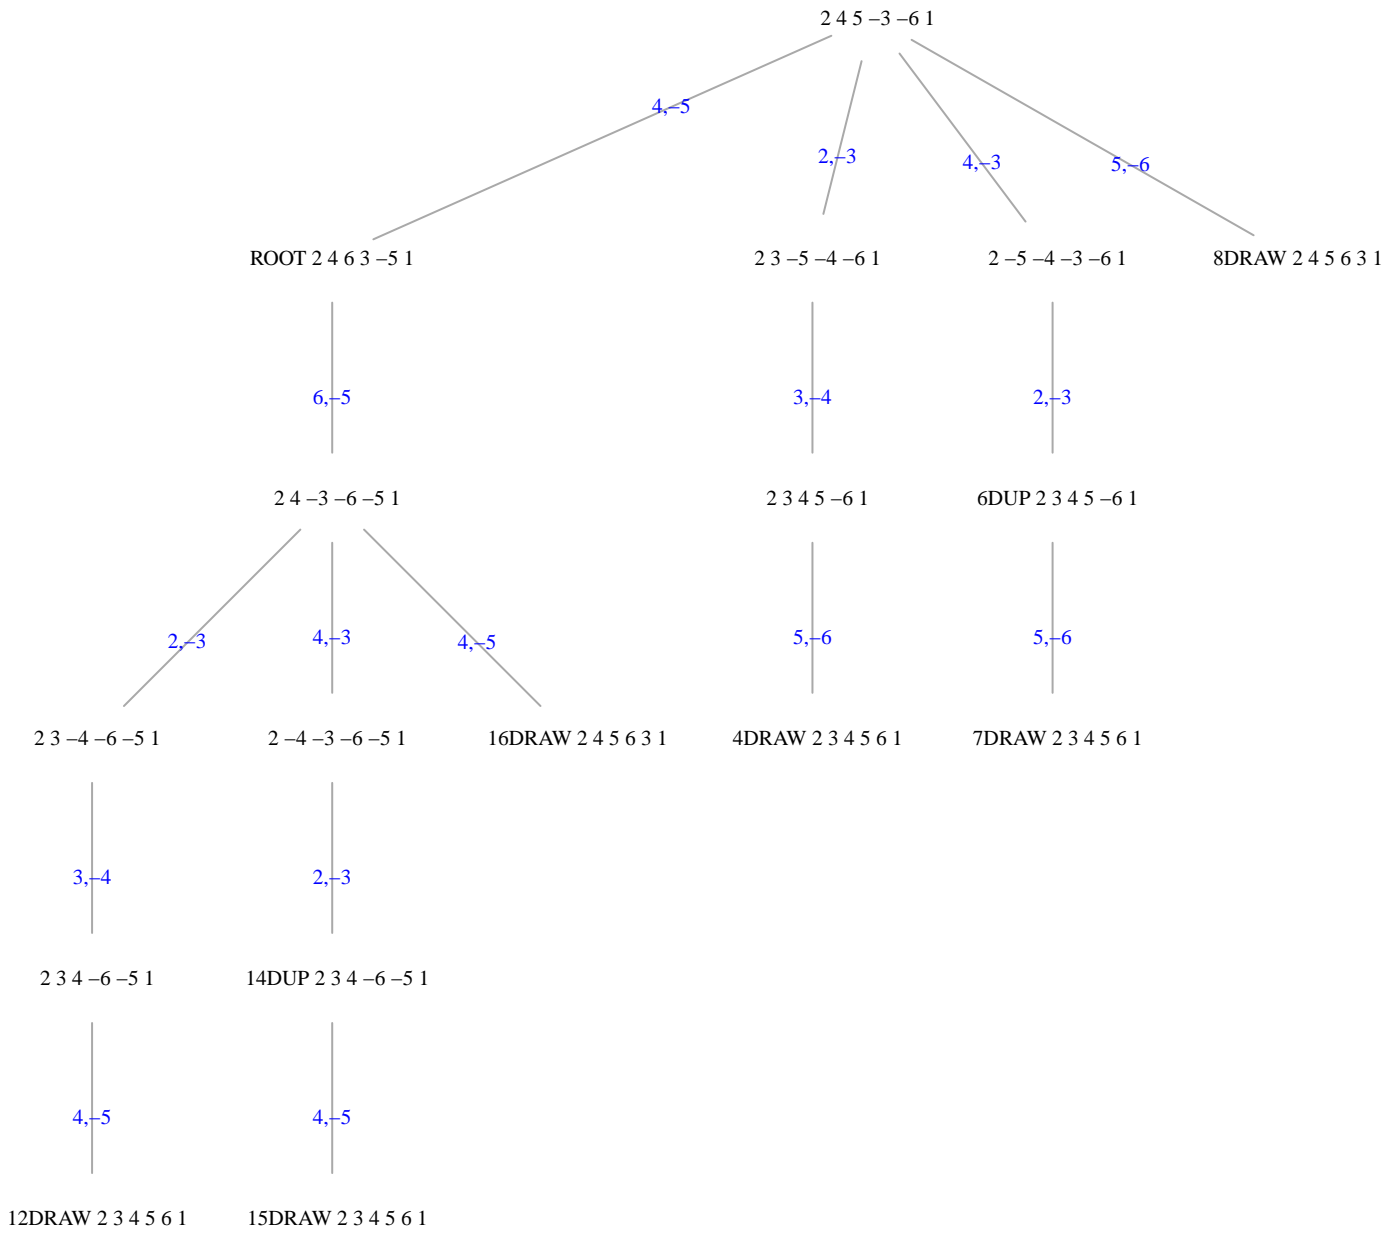 2 4 5 –3 –6 1
4,–5
2,–3
4,–3
5,–6
ROOT 2 4 6 3 –5 1
2 3 –5 –4 –6 1
2 –5 –4 –3 –6 1
8DRAW 2 4 5 6 3 1
6,–5
3,–4
2,–3
2 4 –3 –6 –5 1
2 3 4 5 –6 1
6DUP 2 3 4 5 –6 1
2,–3
4,–3
4,–5
5,–6
5,–6
2 3 –4 –6 –5 1
2 –4 –3 –6 –5 1
16DRAW 2 4 5 6 3 1
4DRAW 2 3 4 5 6 1
7DRAW 2 3 4 5 6 1
3,–4
2,–3
2 3 4 –6 –5 1
14DUP 2 3 4 –6 –5 1
4,–5
4,–5
12DRAW 2 3 4 5 6 1
15DRAW 2 3 4 5 6 1